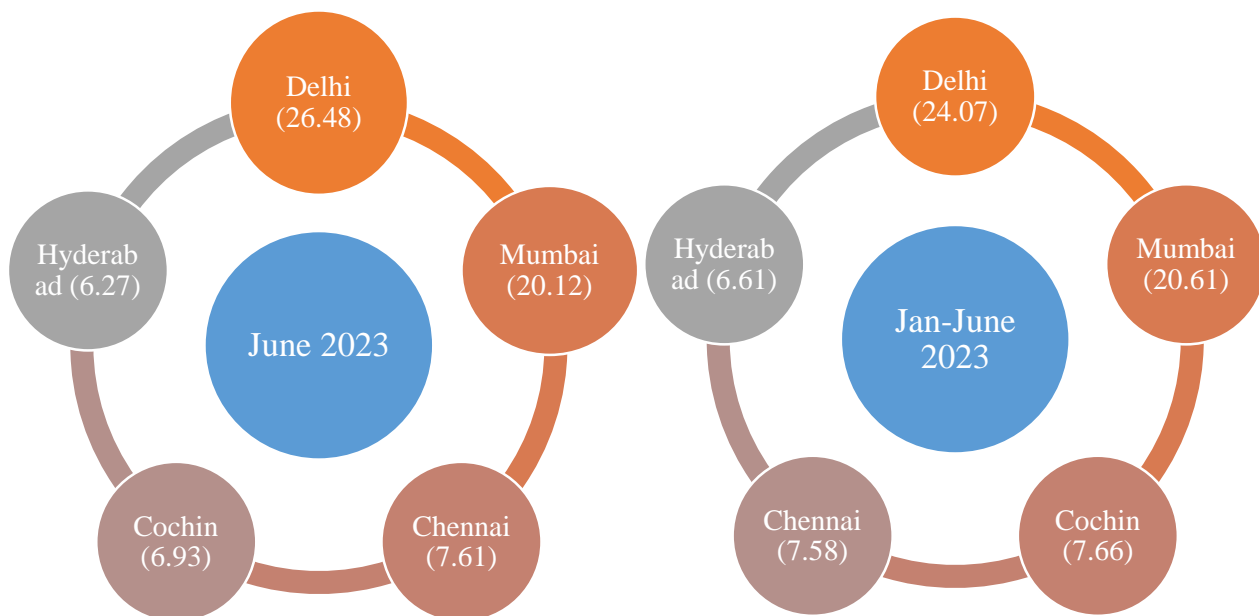 Delhi
(26.48)
Mumbai
(20.12)
Chennai
(7.61)
Cochin
(6.93)
Hyderab
ad (6.27)
June 2023
Delhi
(24.07)
Mumbai
(20.61)
Cochin
(7.66)
Chennai
(7.58)
Hyderab
ad (6.61)
Jan-June
2023